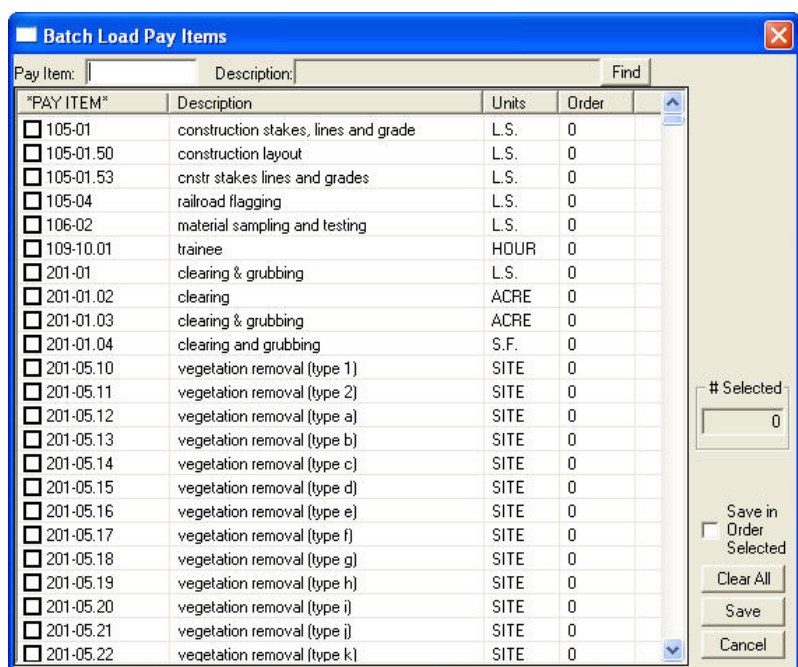 Batch Load Pay Items
Pay Item: Description: Find
*PAY ITEM* Description Units Order
105-01 construction stakes, lines and grade L.S. 0
105-01.50 construction layout L.S. 0
105-01.53 cnstr stakes lines and grades L.S. 0
105-04 railroad flagging L.S. 0
106-02 material sampling and testing L.S. 0
109-10.01 trainee HOUR 0
201-01 clearing & grubbing L.S. 0
201-01.02 clearing ACRE 0
201-01.03 clearing & grubbing ACRE 0
201-01.04 clearing and grubbing S.F. 0
201-05.10 vegetation removal (type 1) SITE 0
201-05.11 vegetation removal (type 2) SITE 0
201-05.12 vegetation removal (type a) SITE 0
201-05.13 vegetation removal (type b) SITE 0
201-05.14 vegetation removal (type c) SITE 0
201-05.15 vegetation removal (type d) SITE 0
201-05.16 vegetation removal (type e) SITE 0
201-05.17 vegetation removal (type f) SITE 0
201-05.18 vegetation removal (type g) SITE 0
201-05.19 vegetation removal (type h) SITE 0
201-05.20 vegetation removal (type i) SITE 0
201-05.21 vegetation removal (type j) SITE 0
201-05.22 vegetation removal (type k) SITE 0
# Selected
0
Save in
Order
Selected
Clear All
Save
Cancel